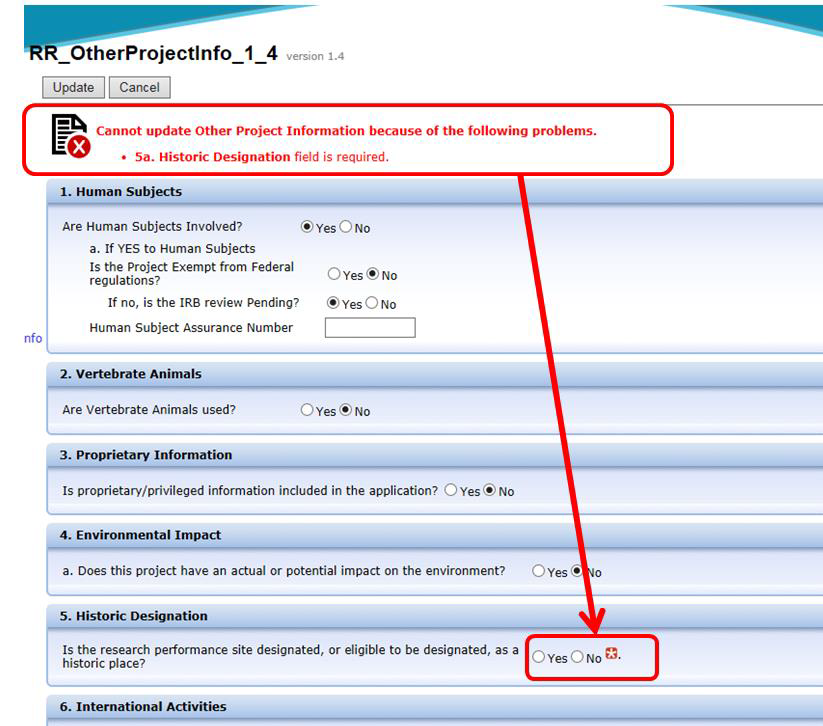 RR_OtherProjectInfo_1_4 version 1.4
Update Cancel
Cannot update Other Project Information because of the following problems.
• 5a. Historic Designation field is required.
1. Human Subjects
Are Human Subjects Involved? Yes No
a. If YES to Human Subjects
Is the Project Exempt from Federal
regulations? Yes No
If no, is the IRB review Pending? Yes No
Human Subject Assurance Number
nfo
2. Vertebrate Animals
Are Vertebrate Animals used? Yes No
3. Proprietary Information
Is proprietary/privileged information included in the application? Yes No
4. Environmental Impact
a. Does this project have an actual or potential impact on the environment? Yes No
5. Historic Designation
Is the research performance site designated, or eligible to be designated, as a
historic place? Yes No *.
6. International Activities